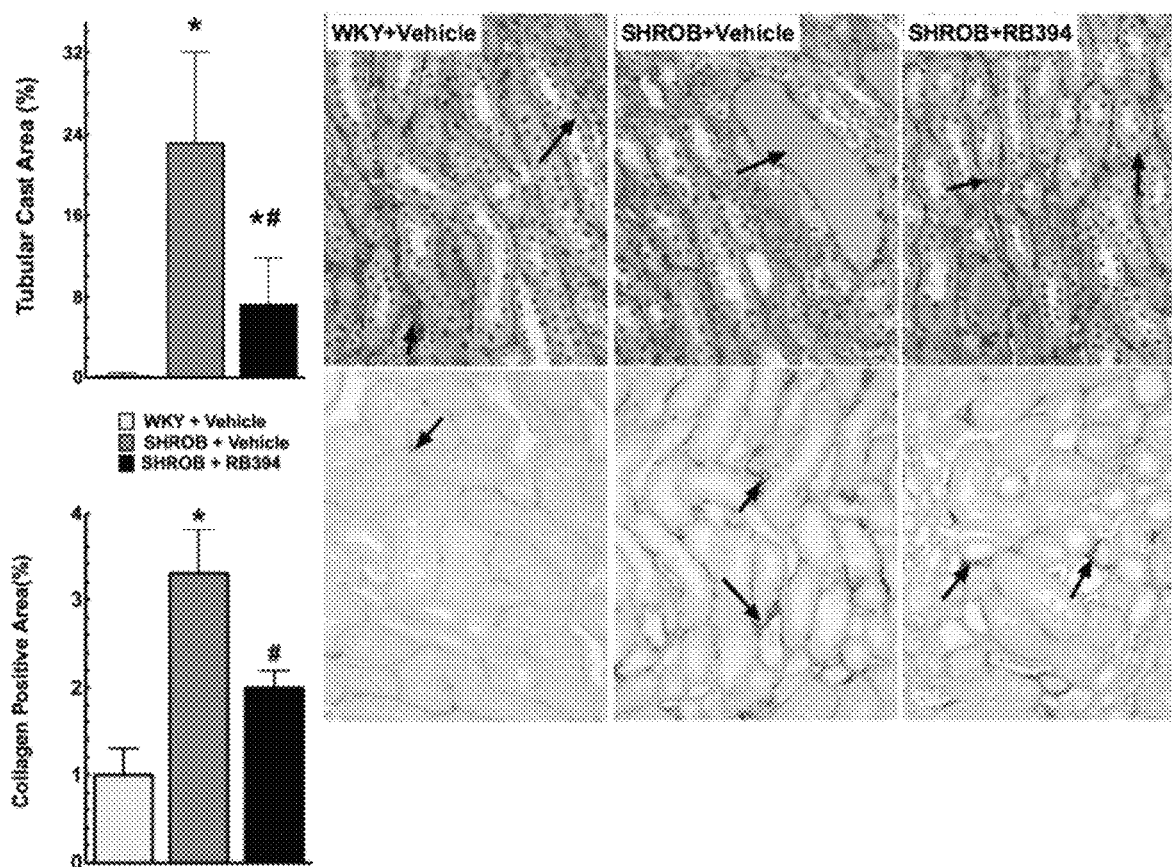 Tubular Cast Area (%)
32
24
16
8
0
*
*#
WKY + Vehicle
SHROB + Vehicle
SHROB + RB394
Collagen Positive Area(%)
4
3
2
1
0
*
#
WKY+Vehicle
SHROB+Vehicle
SHROB+RB394